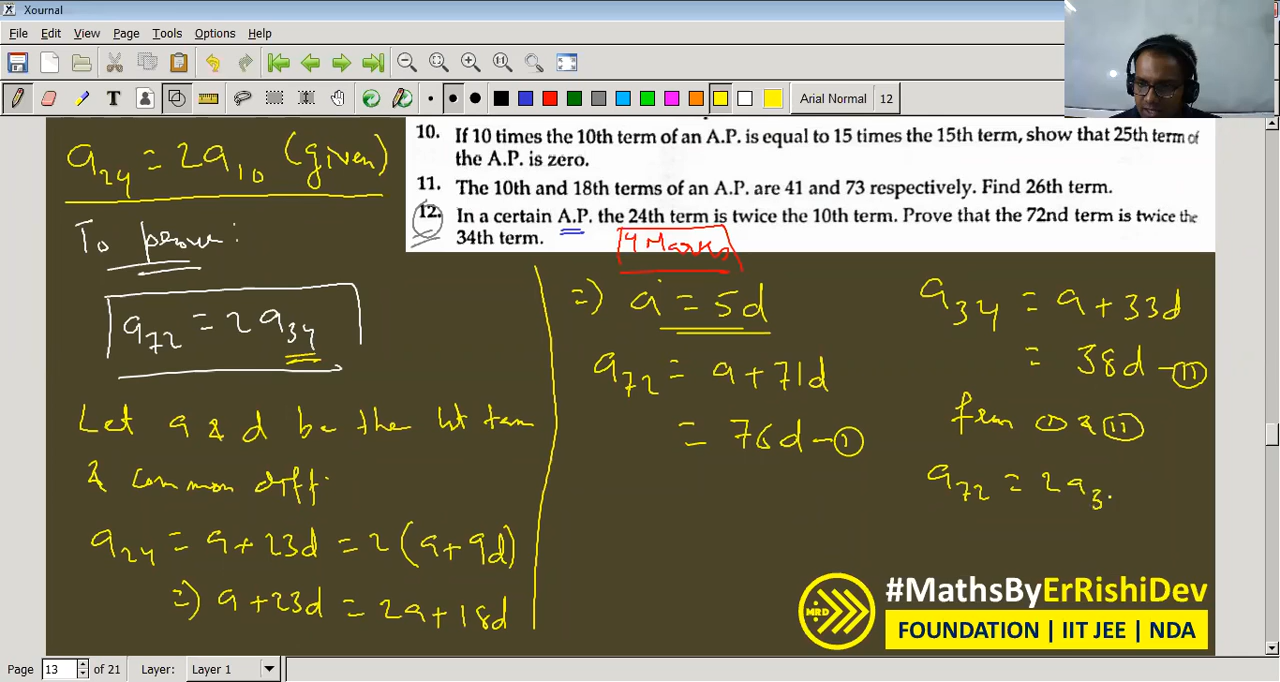 Xournal
File Edit View Page Tools Options Help
Arial Normal 12
10. If 10 times the 10th term of an A.P. is equal to 15 times the 15th term, show that 25th term of
the A.P. is zero.
11. The 10th and 18th terms of an A.P. are 41 and 73 respectively. Find 26th term.
12. In a certain A.P. the 24th term is twice the 10th term. Prove that the 72nd term is twice the
34th term.
4 Marks
a24 = 2a10 (given)
To prove:
a72 = 2a34
Let a & d be the 1st term
& common diff.
a24 = a+23d = 2(a+9d)
=) a+23d = 2a+18d
=) a = 5d
a72 = a+71d
= 76d - ①
a34 = a+33d
= 38d - ⑪
from ① & ⑪
a72 = 2a3
MRD
#MathsByErRishiDev
FOUNDATION | IIT JEE | NDA
Page 13 of 21 Layer: Layer 1